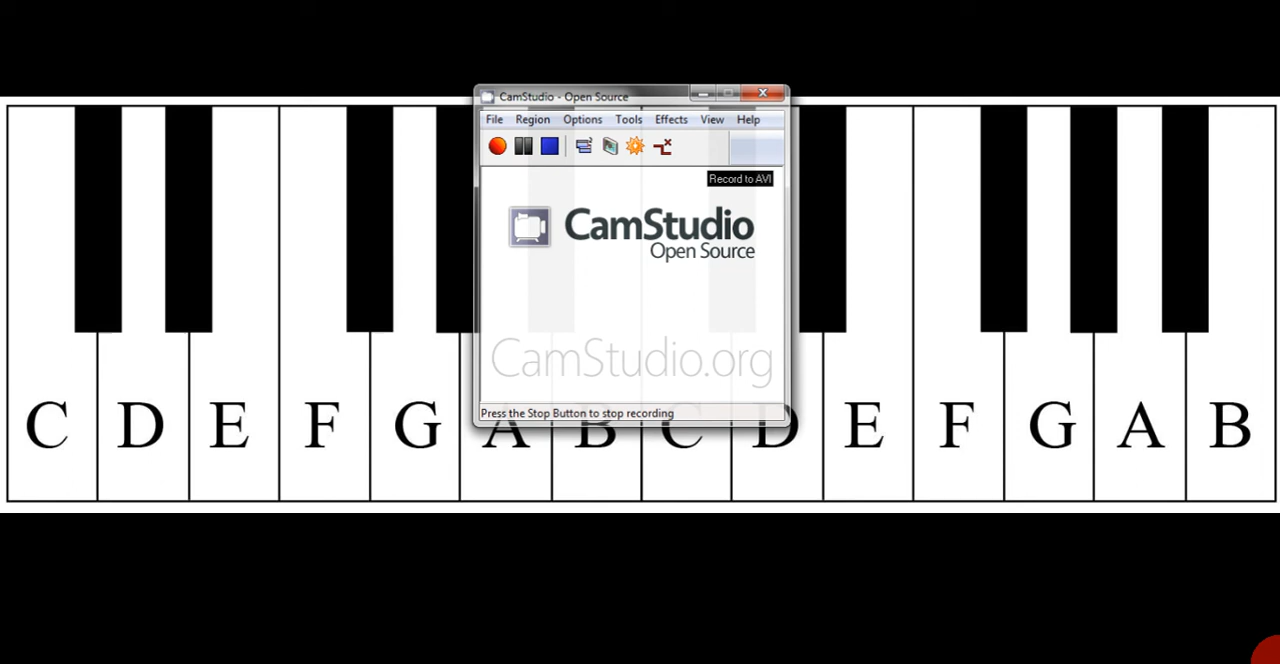 CamStudio - Open Source
File Region Options Tools Effects View Help
Record to AVI
CamStudio
Open Source
CamStudio.org
Press the Stop Button to stop recording
C D E F G A B C D E F G A B